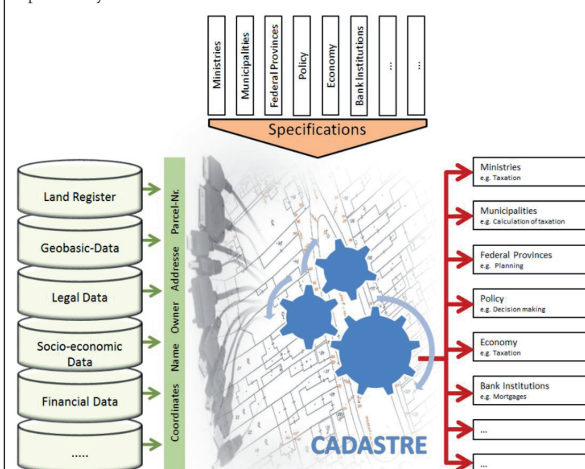 Ministries
Municipalities
Federal Provinces
Policy
Economy
Bank Institutions
...
...
Specifications
Land Register
Geobasic-Data
Legal Data
Socio-economic
Data
Financial Data
.....
Coordinates Name Owner Addresse Parcel-Nr.
CADASTRE
Ministries
e.g. Taxation
Municipalities
e.g. Calculation of taxation
Federal Provinces
e.g. Planning
Policy
e.g. Decision making
Economy
e.g. Taxation
Bank Institutions
e.g. Mortgages
...
...